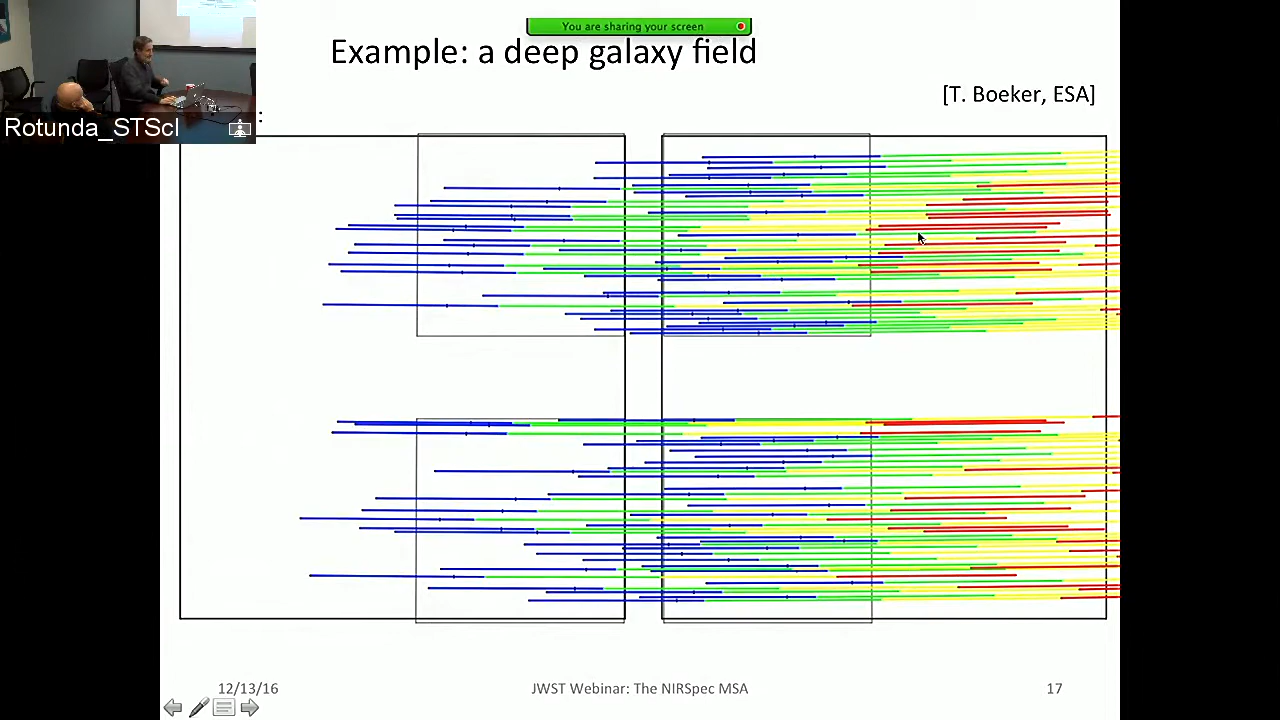 You are sharing your screen
Example: a deep galaxy field
[T. Boeker, ESA]
:
Rotunda_STScI
12/13/16
JWST Webinar: The NIRSpec MSA
17